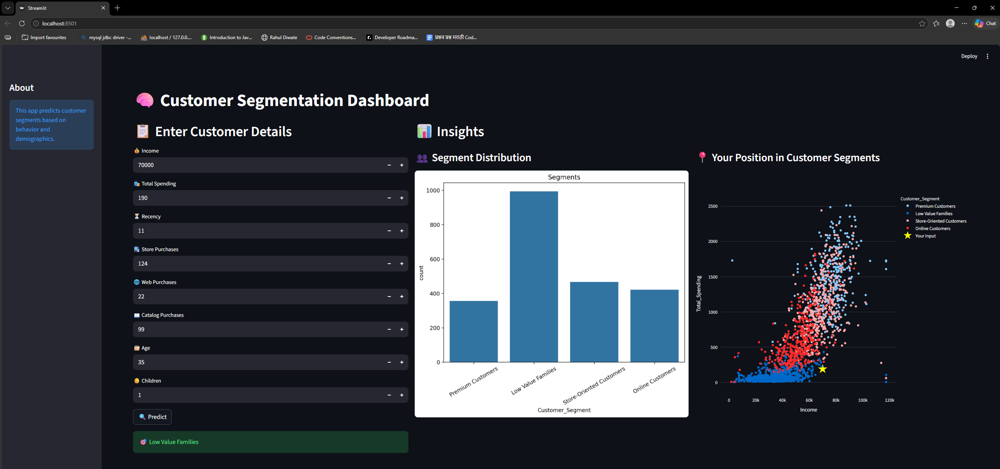 Streamlit
localhost:8501
Import favourites
mysql jdbc driver -...
localhost / 127.0.0....
Introduction to Jav...
Rahul Diwate
Code Conventions...
Developer Roadma...
प्रश्नच प्रश्न मराठी Cod...
Chat
Deploy
About
This app predicts customer
segments based on
behavior and
demographics.
Customer Segmentation Dashboard
Enter Customer Details
Income
70000
Total Spending
190
Recency
11
Store Purchases
124
Web Purchases
22
Catalog Purchases
99
Age
35
Children
1
Predict
Low Value Families
Insights
Segment Distribution
Segments
1000
800
600
400
200
0
count
Premium Customers
Low Value Families
Store-Oriented Customers
Online Customers
Customer_Segment
Your Position in Customer Segments
Customer_Segment
Premium Customers
Low Value Families
Store-Oriented Customers
Online Customers
Your Input
2500
2000
1500
1000
500
0
Total_Spending
0 20k 40k 60k 80k 100k 120k
Income